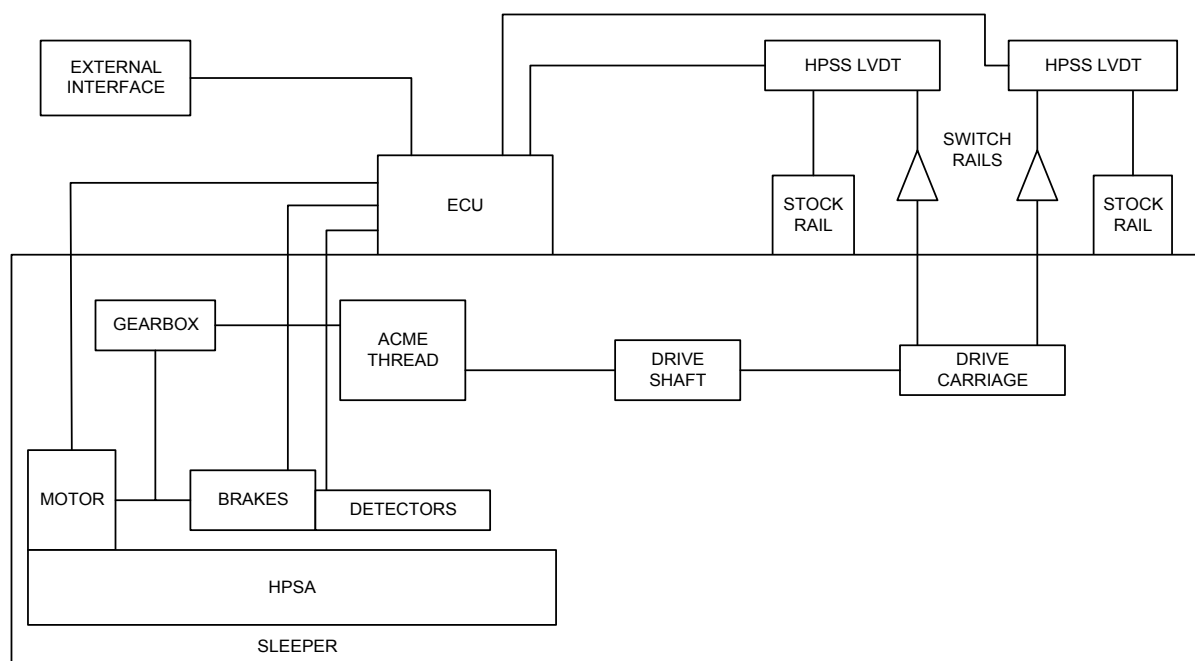 EXTERNAL
INTERFACE
HPSS LVDT
HPSS LVDT
SWITCH
RAILS
ECU
STOCK
RAIL
STOCK
RAIL
GEARBOX
ACME
THREAD
DRIVE
SHAFT
DRIVE
CARRIAGE
MOTOR
BRAKES
DETECTORS
HPSA
SLEEPER